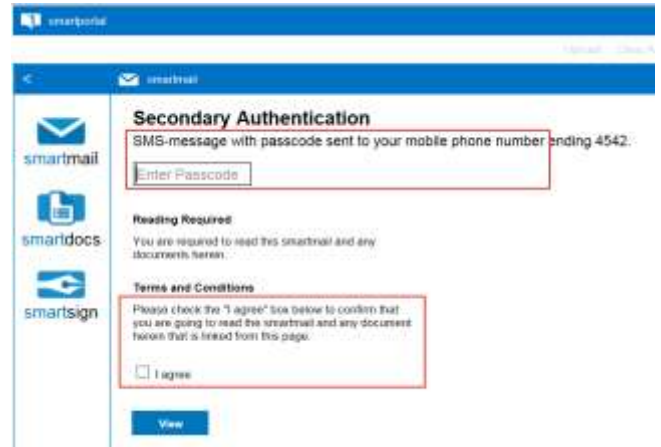 smartportal
<
smartmail
Secondary Authentication
SMS-message with passcode sent to your mobile phone number ending 4542.
smartmail
Enter Passcode
Reading Required
You are required to read this smartmail and any
documents herein.
smartdocs
Terms and Conditions
Please check the "I agree" box below to confirm that
you are going to read the smartmail and any document
herein that is linked from this page.
smartsign
I agree
View